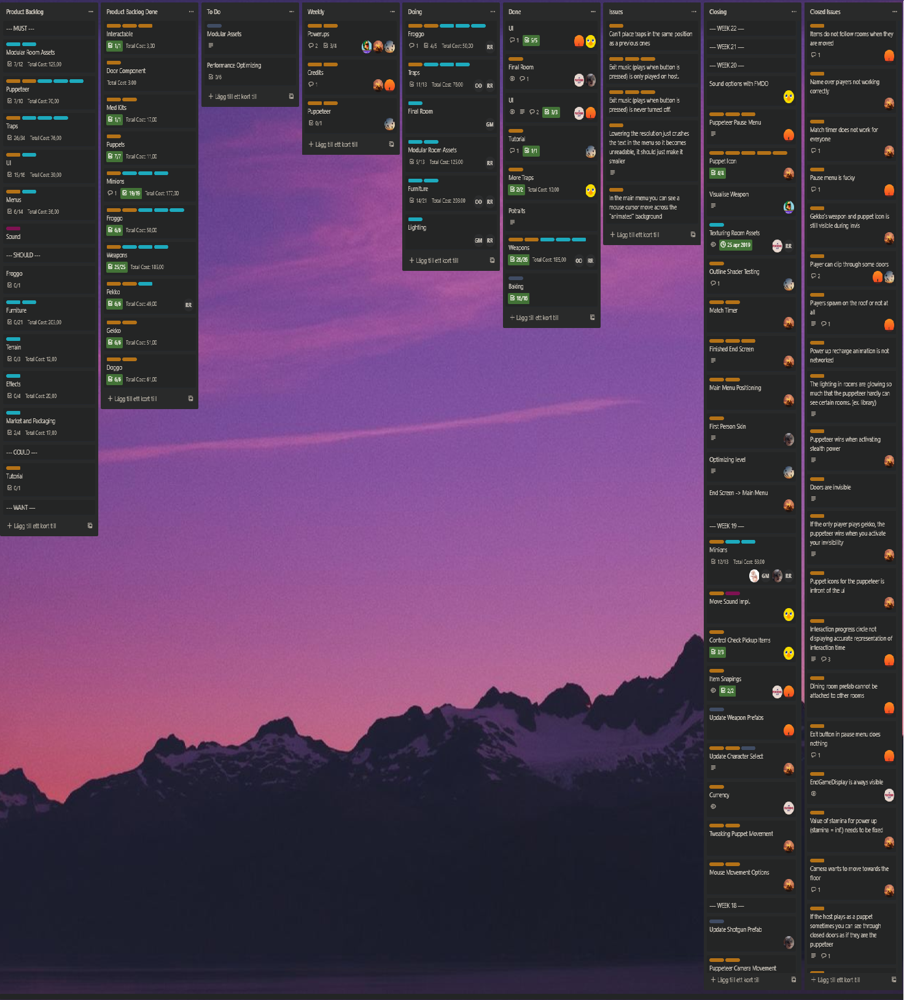 Product Backlog
--- MUST ---
Modular Room Assets
7/12 Total Cost: 125,00
Puppeteer
7/10 Total Cost: 70,00
Traps
26/34 Total Cost: 76,00
UI
15/16 Total Cost: 30,00
Menus
6/14 Total Cost: 36,00
Sound
--- SHOULD ---
Froggo
0/1
Furniture
0/21 Total Cost: 203,00
Terrain
0/3 Total Cost: 12,00
Effects
0/4 Total Cost: 20,00
Market and Packaging
2/4 Total Cost: 17,00
--- COULD ---
Tutorial
0/1
--- WANT ---
+ Lägg till ett kort till
Product Backlog Done
Interactable
1/1 Total Cost: 3,00
Door Component
Total Cost: 3,00
Med Kits
1/1 Total Cost: 17,00
Puppets
7/7 Total Cost: 11,00
Minions
1 19/19 Total Cost: 177,00
Froggo
6/6 Total Cost: 50,00
Weapons
25/25 Total Cost: 185,00
Pekko
6/6 Total Cost: 49,00 RR
Gekko
6/6 Total Cost: 51,00
Doggo
6/6 Total Cost: 61,00
+ Lägg till ett kort till
To Do
Modular Assets
Performance Optimizing
0/6
+ Lägg till ett kort till
Weekly
Powerups
2 3/4
Credits
1
Puppeteer
0/1
+ Lägg till ett kort till
Doing
Froggo
1 4/5 Total Cost: 50,00 RR
Traps
11/13 Total Cost: 76,00 OO RR
Final Room
GM
Modular Room Assets
5/13 Total Cost: 125,00 RR
Furniture
14/21 Total Cost: 203,00 OO RR
Lighting
GM RR
+ Lägg till ett kort till
Done
UI
1 5/5
Final Room
1
UI
2 3/3
Tutorial
1 1/1
More Traps
2/2 Total Cost: 10,00
Potraits
Weapons
26/26 Total Cost: 185,00 OO RR
Baking
16/16
+ Lägg till ett kort till
Issues
Can't place traps in the same position
as a previous ones
Exit music (plays when button is
pressed) is only played on host.
Exit music (plays when button is
pressed) is never turned off.
Lowering the resolution just crushes
the text in the menu so it becomes
unreadable, it should just make it
smaller
In the main menu you can see a
mouse cursor move across the
"animated" background
+ Lägg till ett kort till
Closing
--- WEEK 22 ---
--- WEEK 21 ---
--- WEEK 20 ---
Sound options with FMOD
Puppeteer Pause Menu
Puppet Icon
4/4
Visualise Weapon
Texturing Room Assets
25 apr 2019 RR
Outline Shader Testing
1
Match Timer
Finished End Screen
Main Menu Positioning
First Person Skin
Optimizing level
End Screen -> Main Menu
--- WEEK 19 ---
Minions
12/13 Total Cost: 63,00
GM RR
Move Sound Impl.
Control Check Pickup Items
3/3
Item Snapings
2/2
Update Weapon Prefabs
Update Character Select
Currency
Tweaking Puppet Movement
Mouse Movement Options
--- WEEK 18 ---
Update Shotgun Prefab
Puppeteer Camera Movement
+ Lägg till ett kort till
Closed Issues
Items do not follow rooms when they
are moved
1
Name over players not working
correctly
Match timer does not work for
everyone
1
Pause menu is fucky
1
Gekko's weapon and puppet icon is
still visible during invis
Player can clip through some doors
2
Players spawn on the roof or not at
all
1
Power up recharge animation is not
networked
The lighting in rooms are glowing so
much that the puppeteer hardly can
see certain rooms. (ex. library)
Puppeteer wins when activating
stealth power
Doors are invisible
If the only player plays gekko, the
puppeteer wins when you activate
your invisibility
Puppet icons for the puppeteer is
infront of the ui
Interaction progress circle not
displaying accurate representation of
interaction time
3
Dining room prefab cannot be
attached to other rooms
Exit button in pause menu does
nothing
1
EndGameDisplay is always visible
Value of stamina for power up
(stamina = inf.) needs to be fixed
Camera wants to move towards the
floor
1
If the host plays as a puppet
sometimes you can see through
closed doors as if they are the
puppeteer
1
+ Lägg till ett kort till